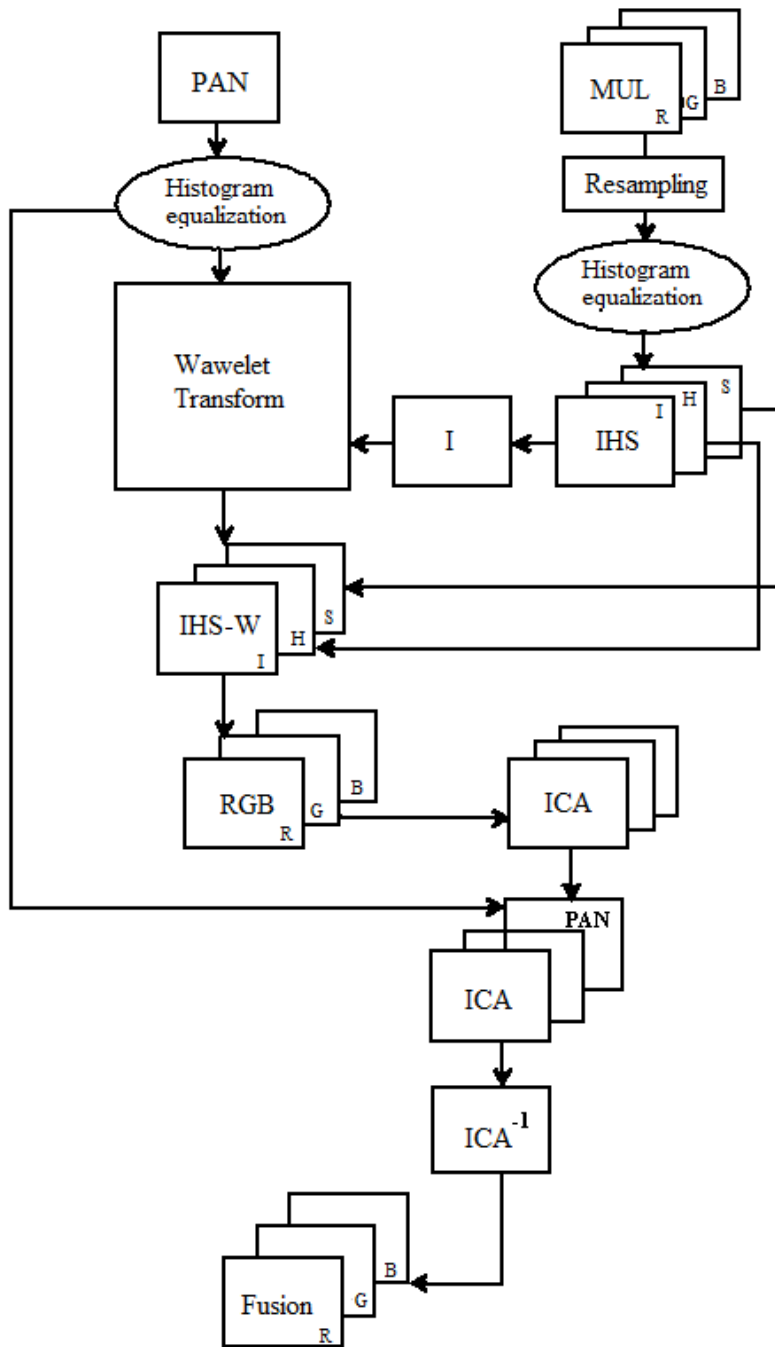 PAN
MUL
R
G
B
Histogram
equalization
Resampling
Histogram
equalization
Wawelet
Transform
I
IHS
I
H
S
IHS-W
I
H
S
RGB
R
G
B
ICA
PAN
ICA
ICA-1
Fusion
R
G
B